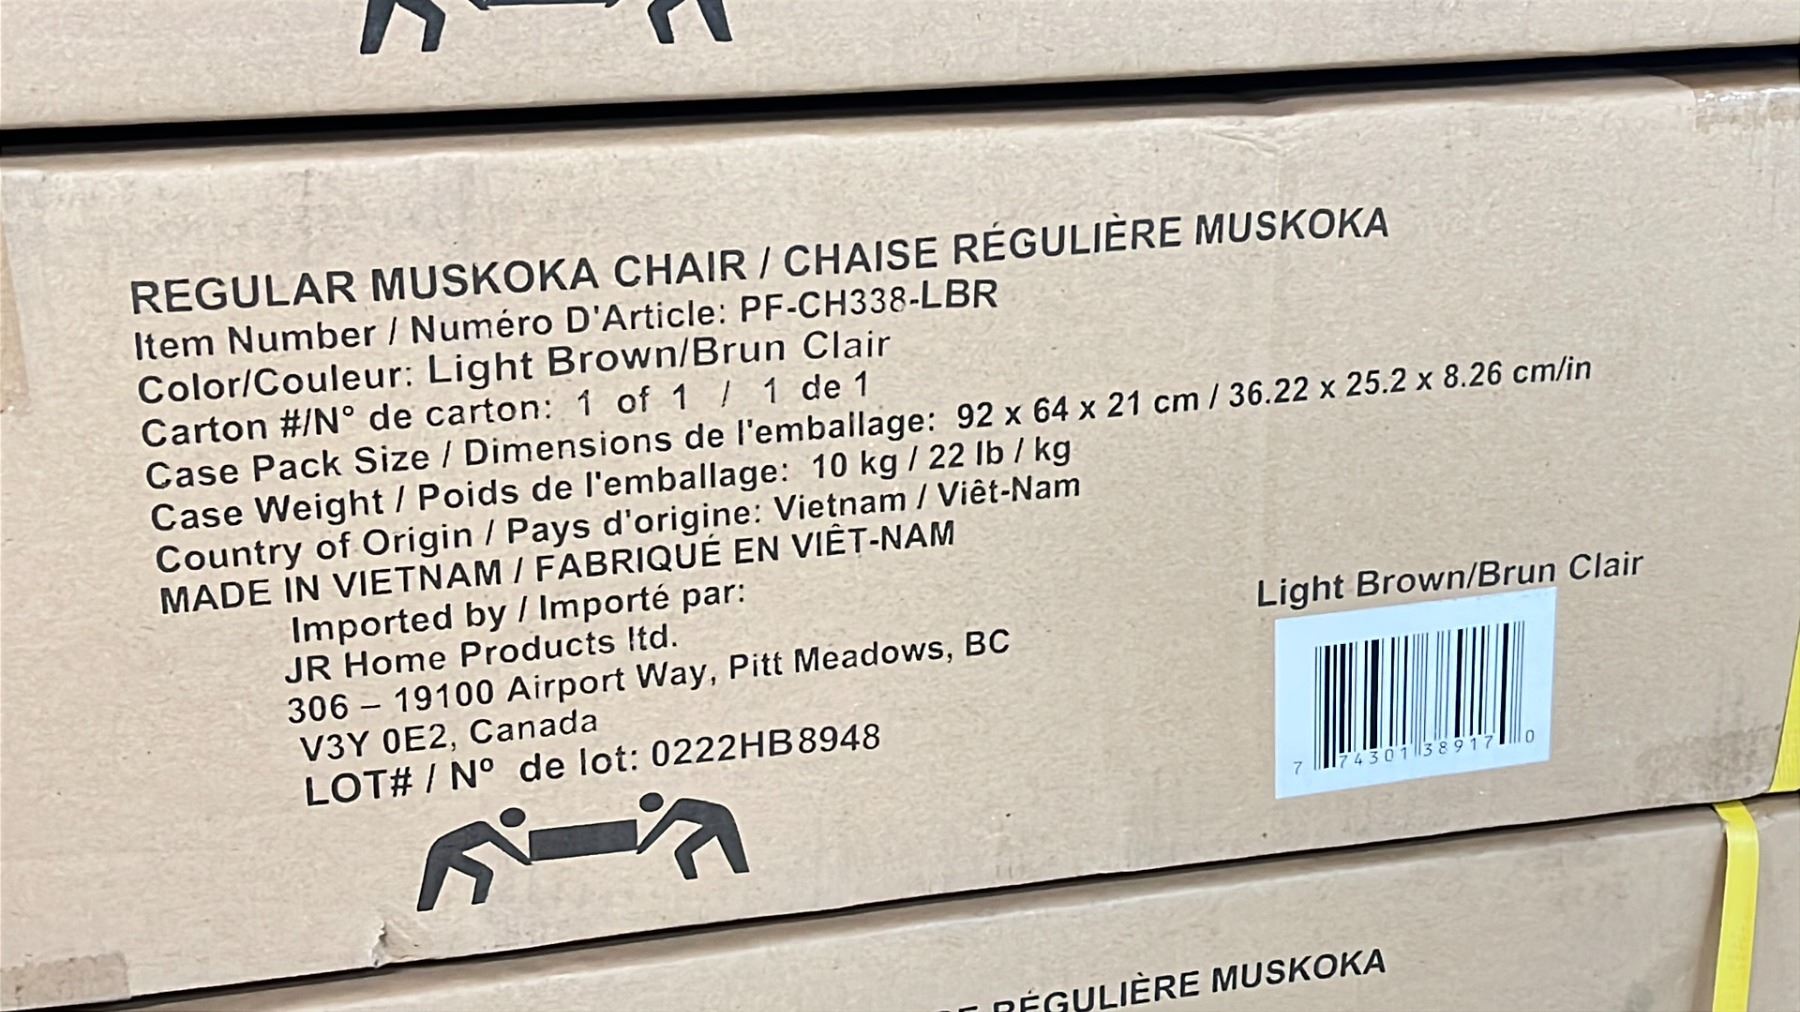 REGULAR MUSKOKA CHAIR / CHAISE RÉGULIÈRE MUSKOKA
Item Number / Numéro D'Article: PF-CH338-LBR
Color/Couleur: Light Brown/Brun Clair
Carton #/N° de carton: 1 of 1 / 1 de 1
Case Pack Size / Dimensions de l'emballage: 92 x 64 x 21 cm / 36.22 x 25.2 x 8.26 cm/in
Case Weight / Poids de l'emballage: 10 kg / 22 lb / kg
Country of Origin / Pays d'origine: Vietnam / Viêt-Nam
MADE IN VIETNAM / FABRIQUÉ EN VIÊT-NAM
Imported by / Importé par:
JR Home Products ltd.
306 – 19100 Airport Way, Pitt Meadows, BC
V3Y 0E2, Canada
LOT# / Nº de lot: 0222HB8948
Light Brown/Brun Clair
7 74301 38917 0
RÉGULIÈRE MUSKOKA